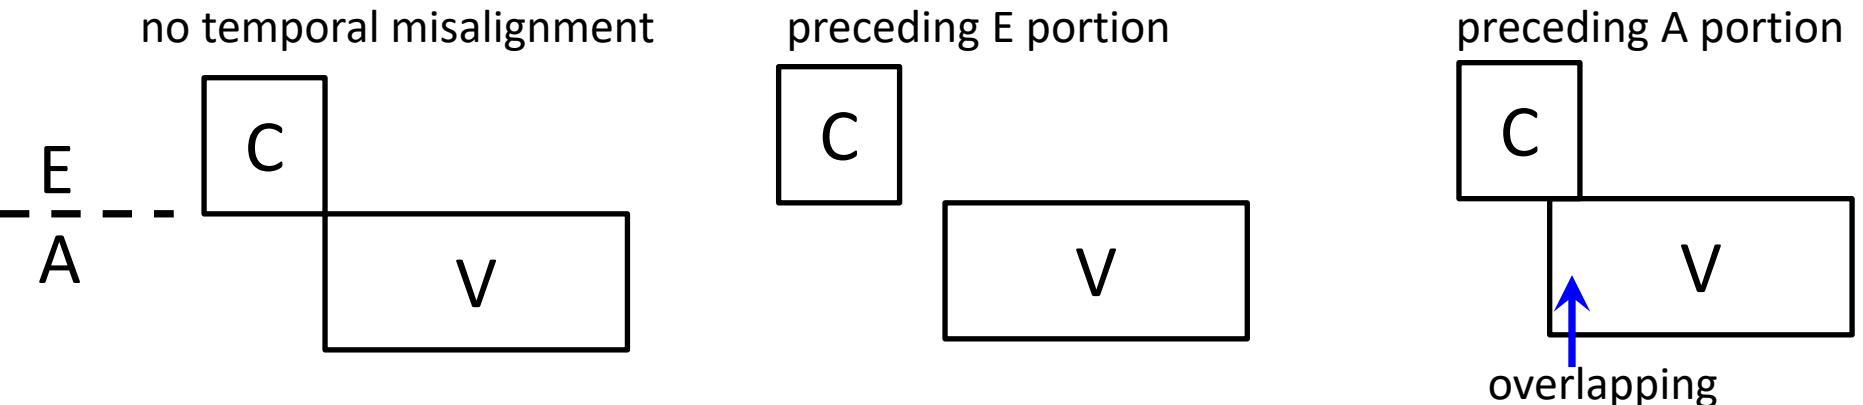 no temporal misalignment
preceding E portion
preceding A portion
E
A
C
V
C
V
C
V
overlapping